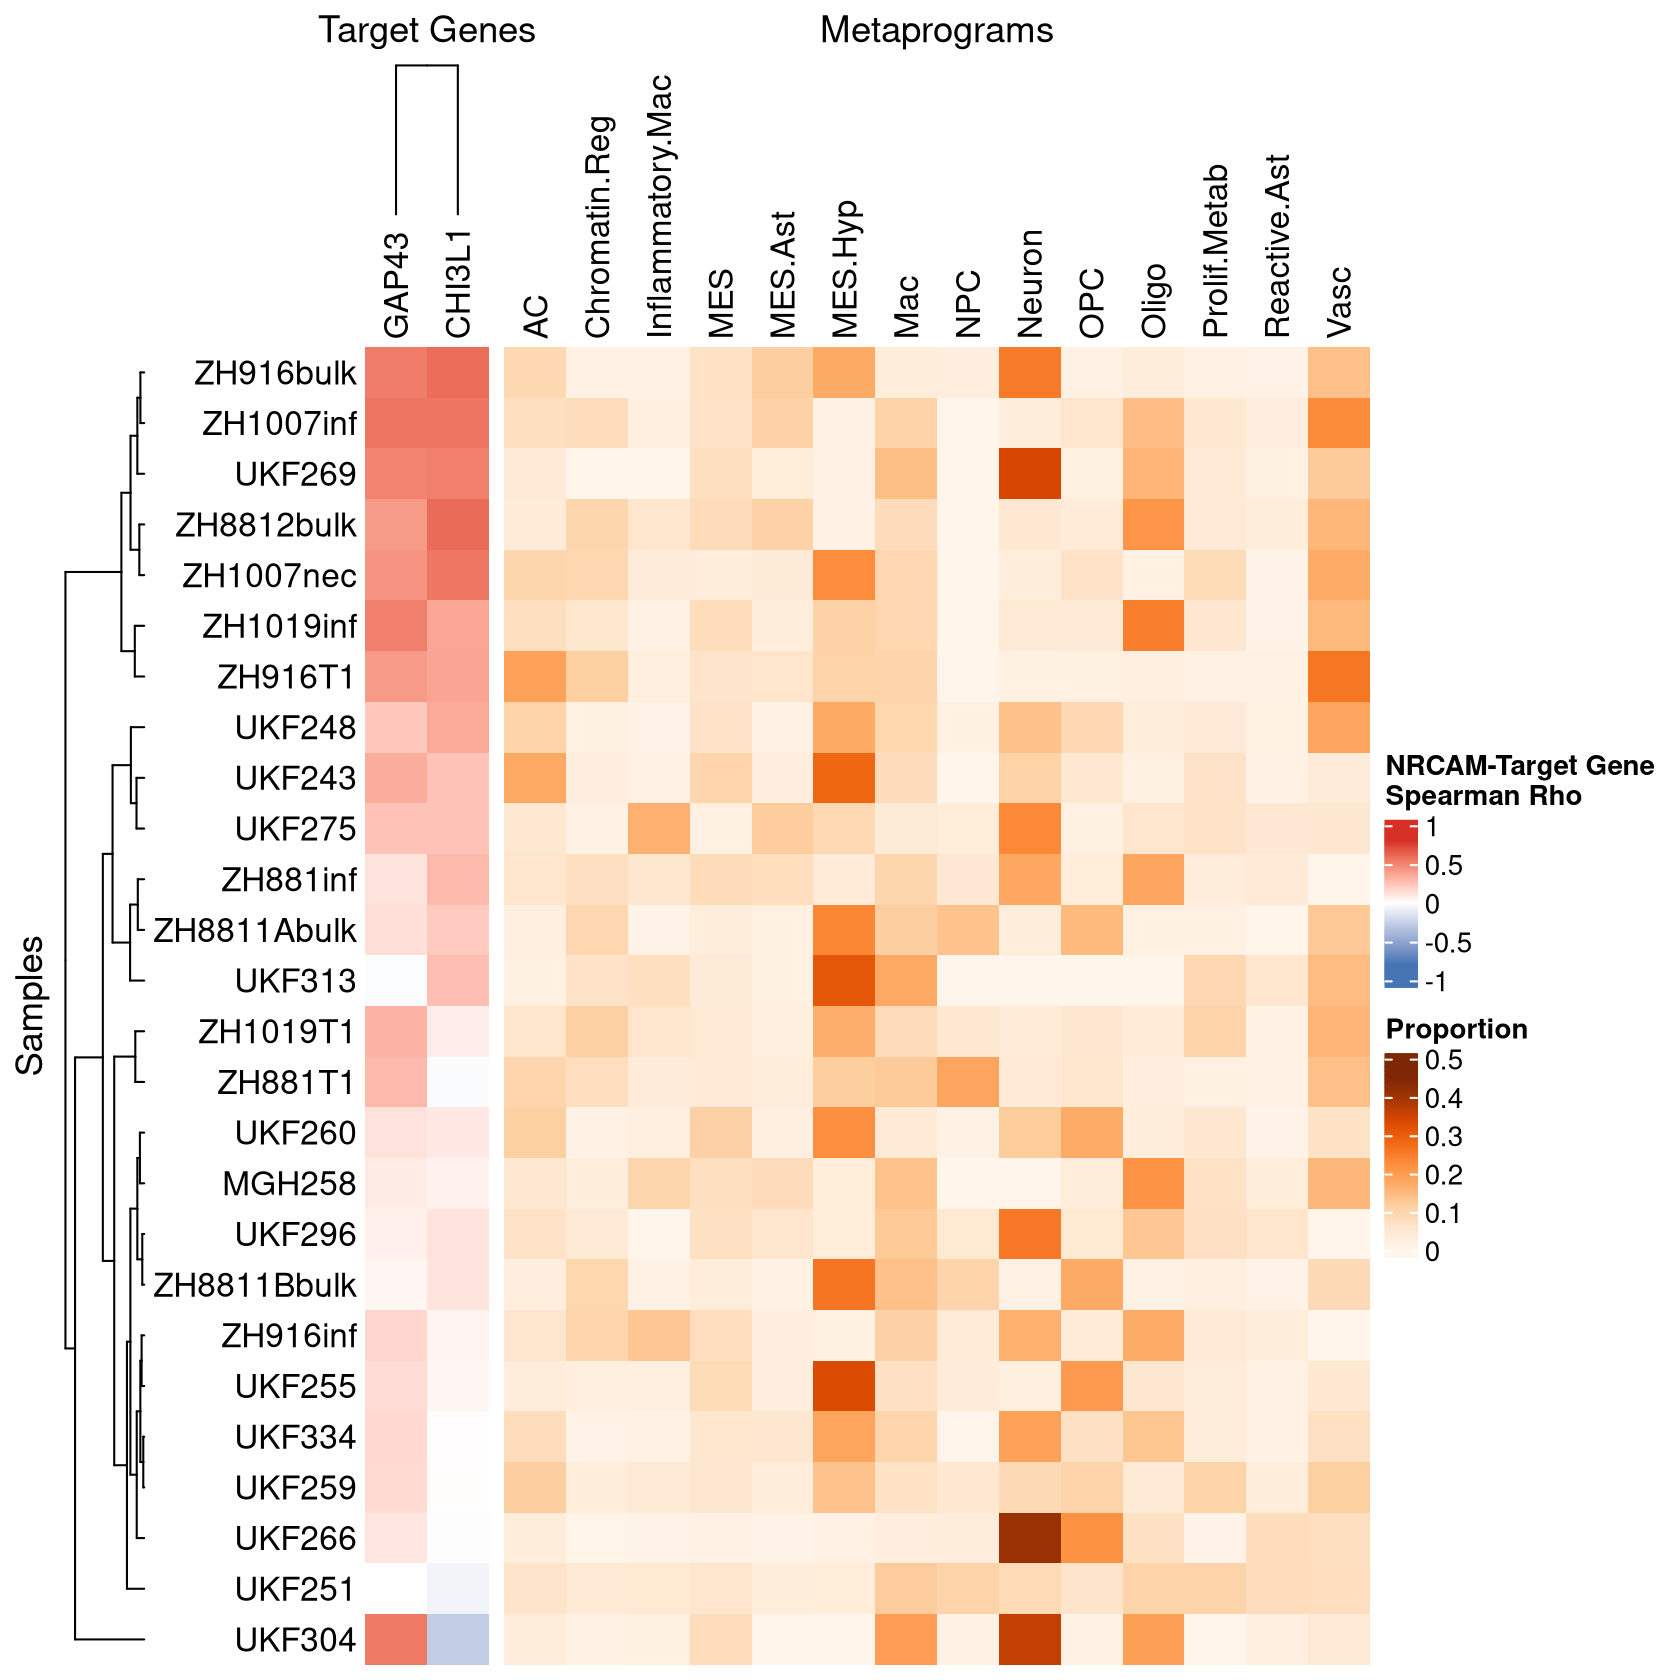 Target Genes
Metaprograms
GAP43
CHI3L1
AC
Chromatin.Reg
Inflammatory.Mac
MES
MES.Ast
MES.Hyp
Mac
NPC
Neuron
OPC
Oligo
Prolif.Metab
Reactive.Ast
Vasc
Samples
ZH916bulk
ZH1007inf
UKF269
ZH8812bulk
ZH1007nec
ZH1019inf
ZH916T1
UKF248
UKF243
UKF275
ZH881inf
ZH8811Abulk
UKF313
ZH1019T1
ZH881T1
UKF260
MGH258
UKF296
ZH8811Bbulk
ZH916inf
UKF255
UKF334
UKF259
UKF266
UKF251
UKF304
NRCAM-Target Gene
Spearman Rho
1
0.5
0
-0.5
-1
Proportion
0.5
0.4
0.3
0.2
0.1
0